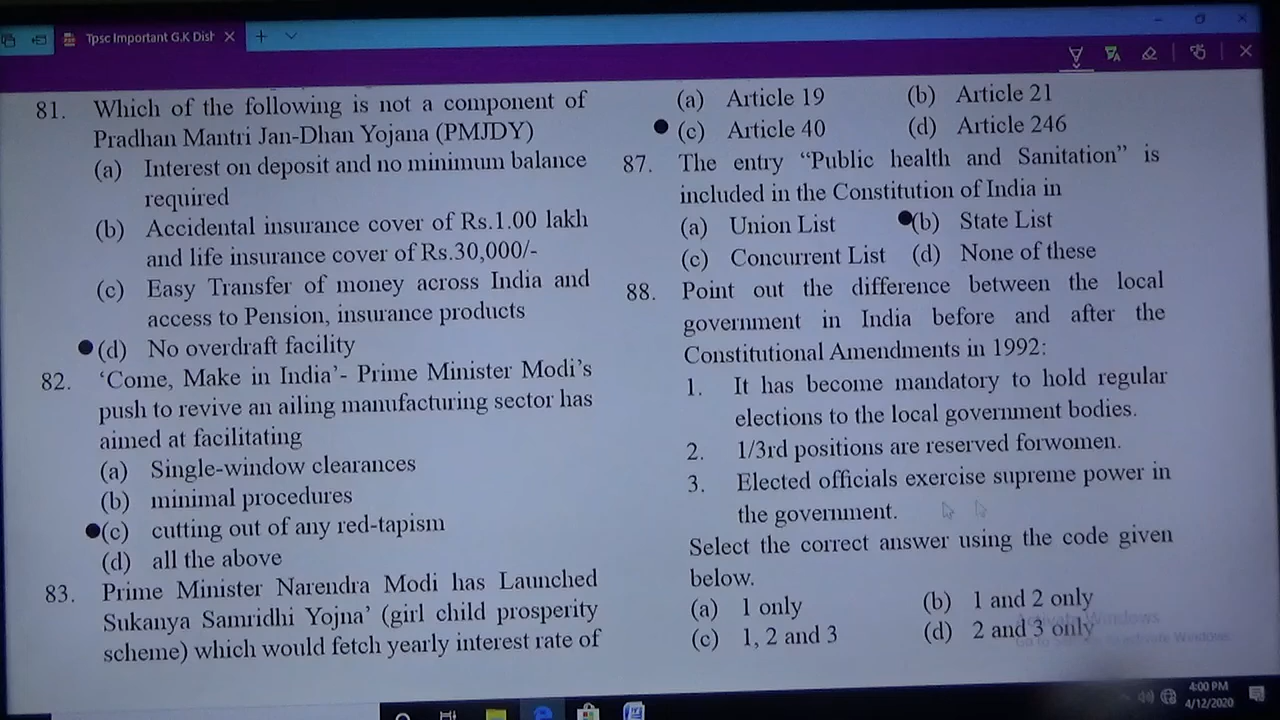 Tpsc Important G.K Dist
81. Which of the following is not a component of
Pradhan Mantri Jan-Dhan Yojana (PMJDY)
(a) Interest on deposit and no minimum balance
required
(b) Accidental insurance cover of Rs.1.00 lakh
and life insurance cover of Rs.30,000/-
(c) Easy Transfer of money across India and
access to Pension, insurance products
(d) No overdraft facility
82. ‘Come, Make in India’- Prime Minister Modi’s
push to revive an ailing manufacturing sector has
aimed at facilitating
(a) Single-window clearances
(b) minimal procedures
(c) cutting out of any red-tapism
(d) all the above
83. Prime Minister Narendra Modi has Launched
Sukanya Samridhi Yojna’ (girl child prosperity
scheme) which would fetch yearly interest rate of
(a) Article 19 (b) Article 21
(c) Article 40 (d) Article 246
87. The entry “Public health and Sanitation” is
included in the Constitution of India in
(a) Union List (b) State List
(c) Concurrent List (d) None of these
88. Point out the difference between the local
government in India before and after the
Constitutional Amendments in 1992:
1. It has become mandatory to hold regular
elections to the local government bodies.
2. 1/3rd positions are reserved forwomen.
3. Elected officials exercise supreme power in
the government.
Select the correct answer using the code given
below.
(a) 1 only (b) 1 and 2 only
(c) 1, 2 and 3 (d) 2 and 3 only
Activate Windows
Go to Settings to activate Windows.
4:00 PM
4/12/2020